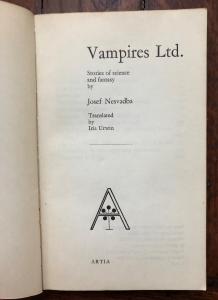 Vampires Ltd.
Stories of science
and fantasy
by
Josef Nesvadba
Translated
by
Iris Urwin
ARTIA